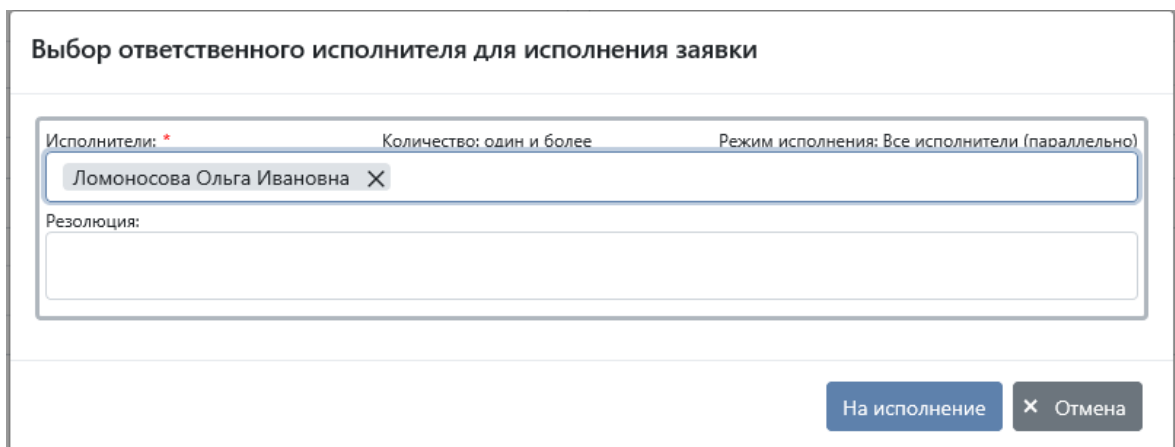 Выбор ответственного исполнителя для исполнения заявки
Исполнители: * Количество: один и более Режим исполнения: Все исполнители (параллельно)
Ломоносова Ольга Ивановна ✕
Резолюция:
На исполнение ✕ Отмена